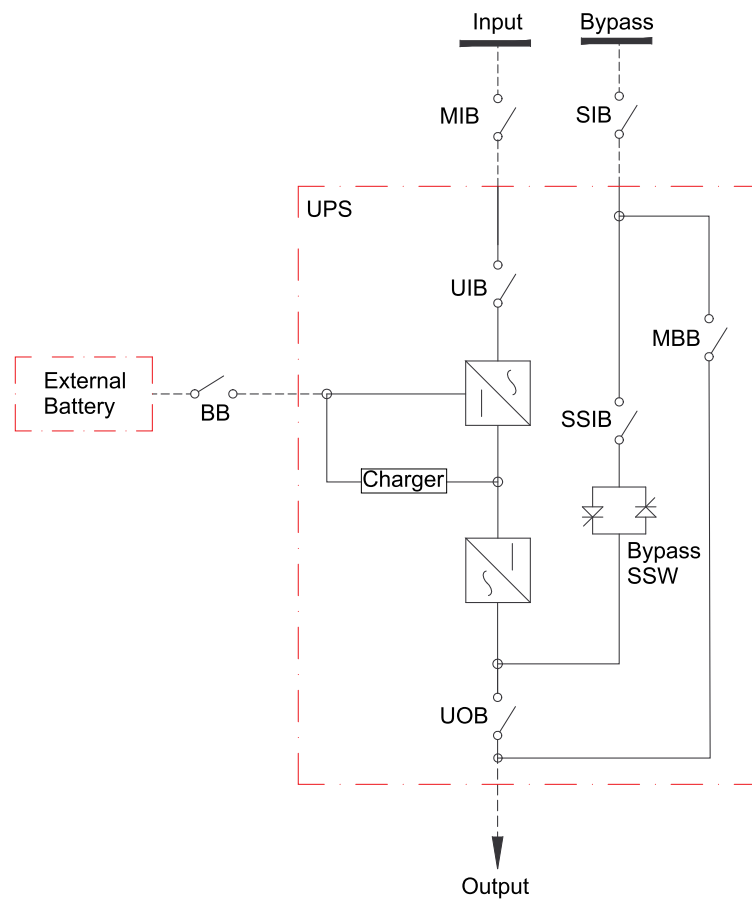 Input
Bypass
MIB
SIB
UPS
UIB
MBB
External
Battery
BB
SSIB
Charger
Bypass
SSW
UOB
Output